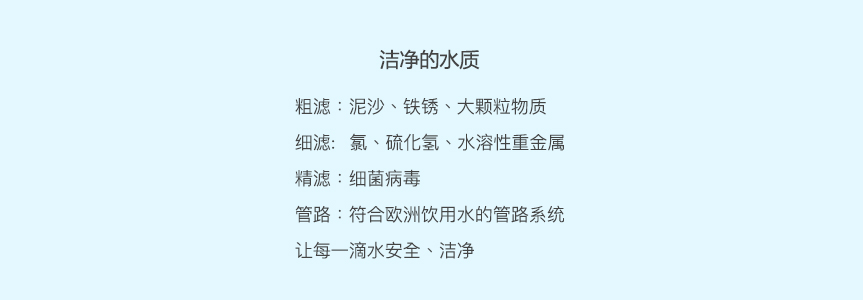 洁净的水质
粗滤：泥沙、铁锈、大颗粒物质
细滤:  氯、硫化氢、水溶性重金属
精滤：细菌病毒
管路：符合欧洲饮用水的管路系统
让每一滴水安全、洁净